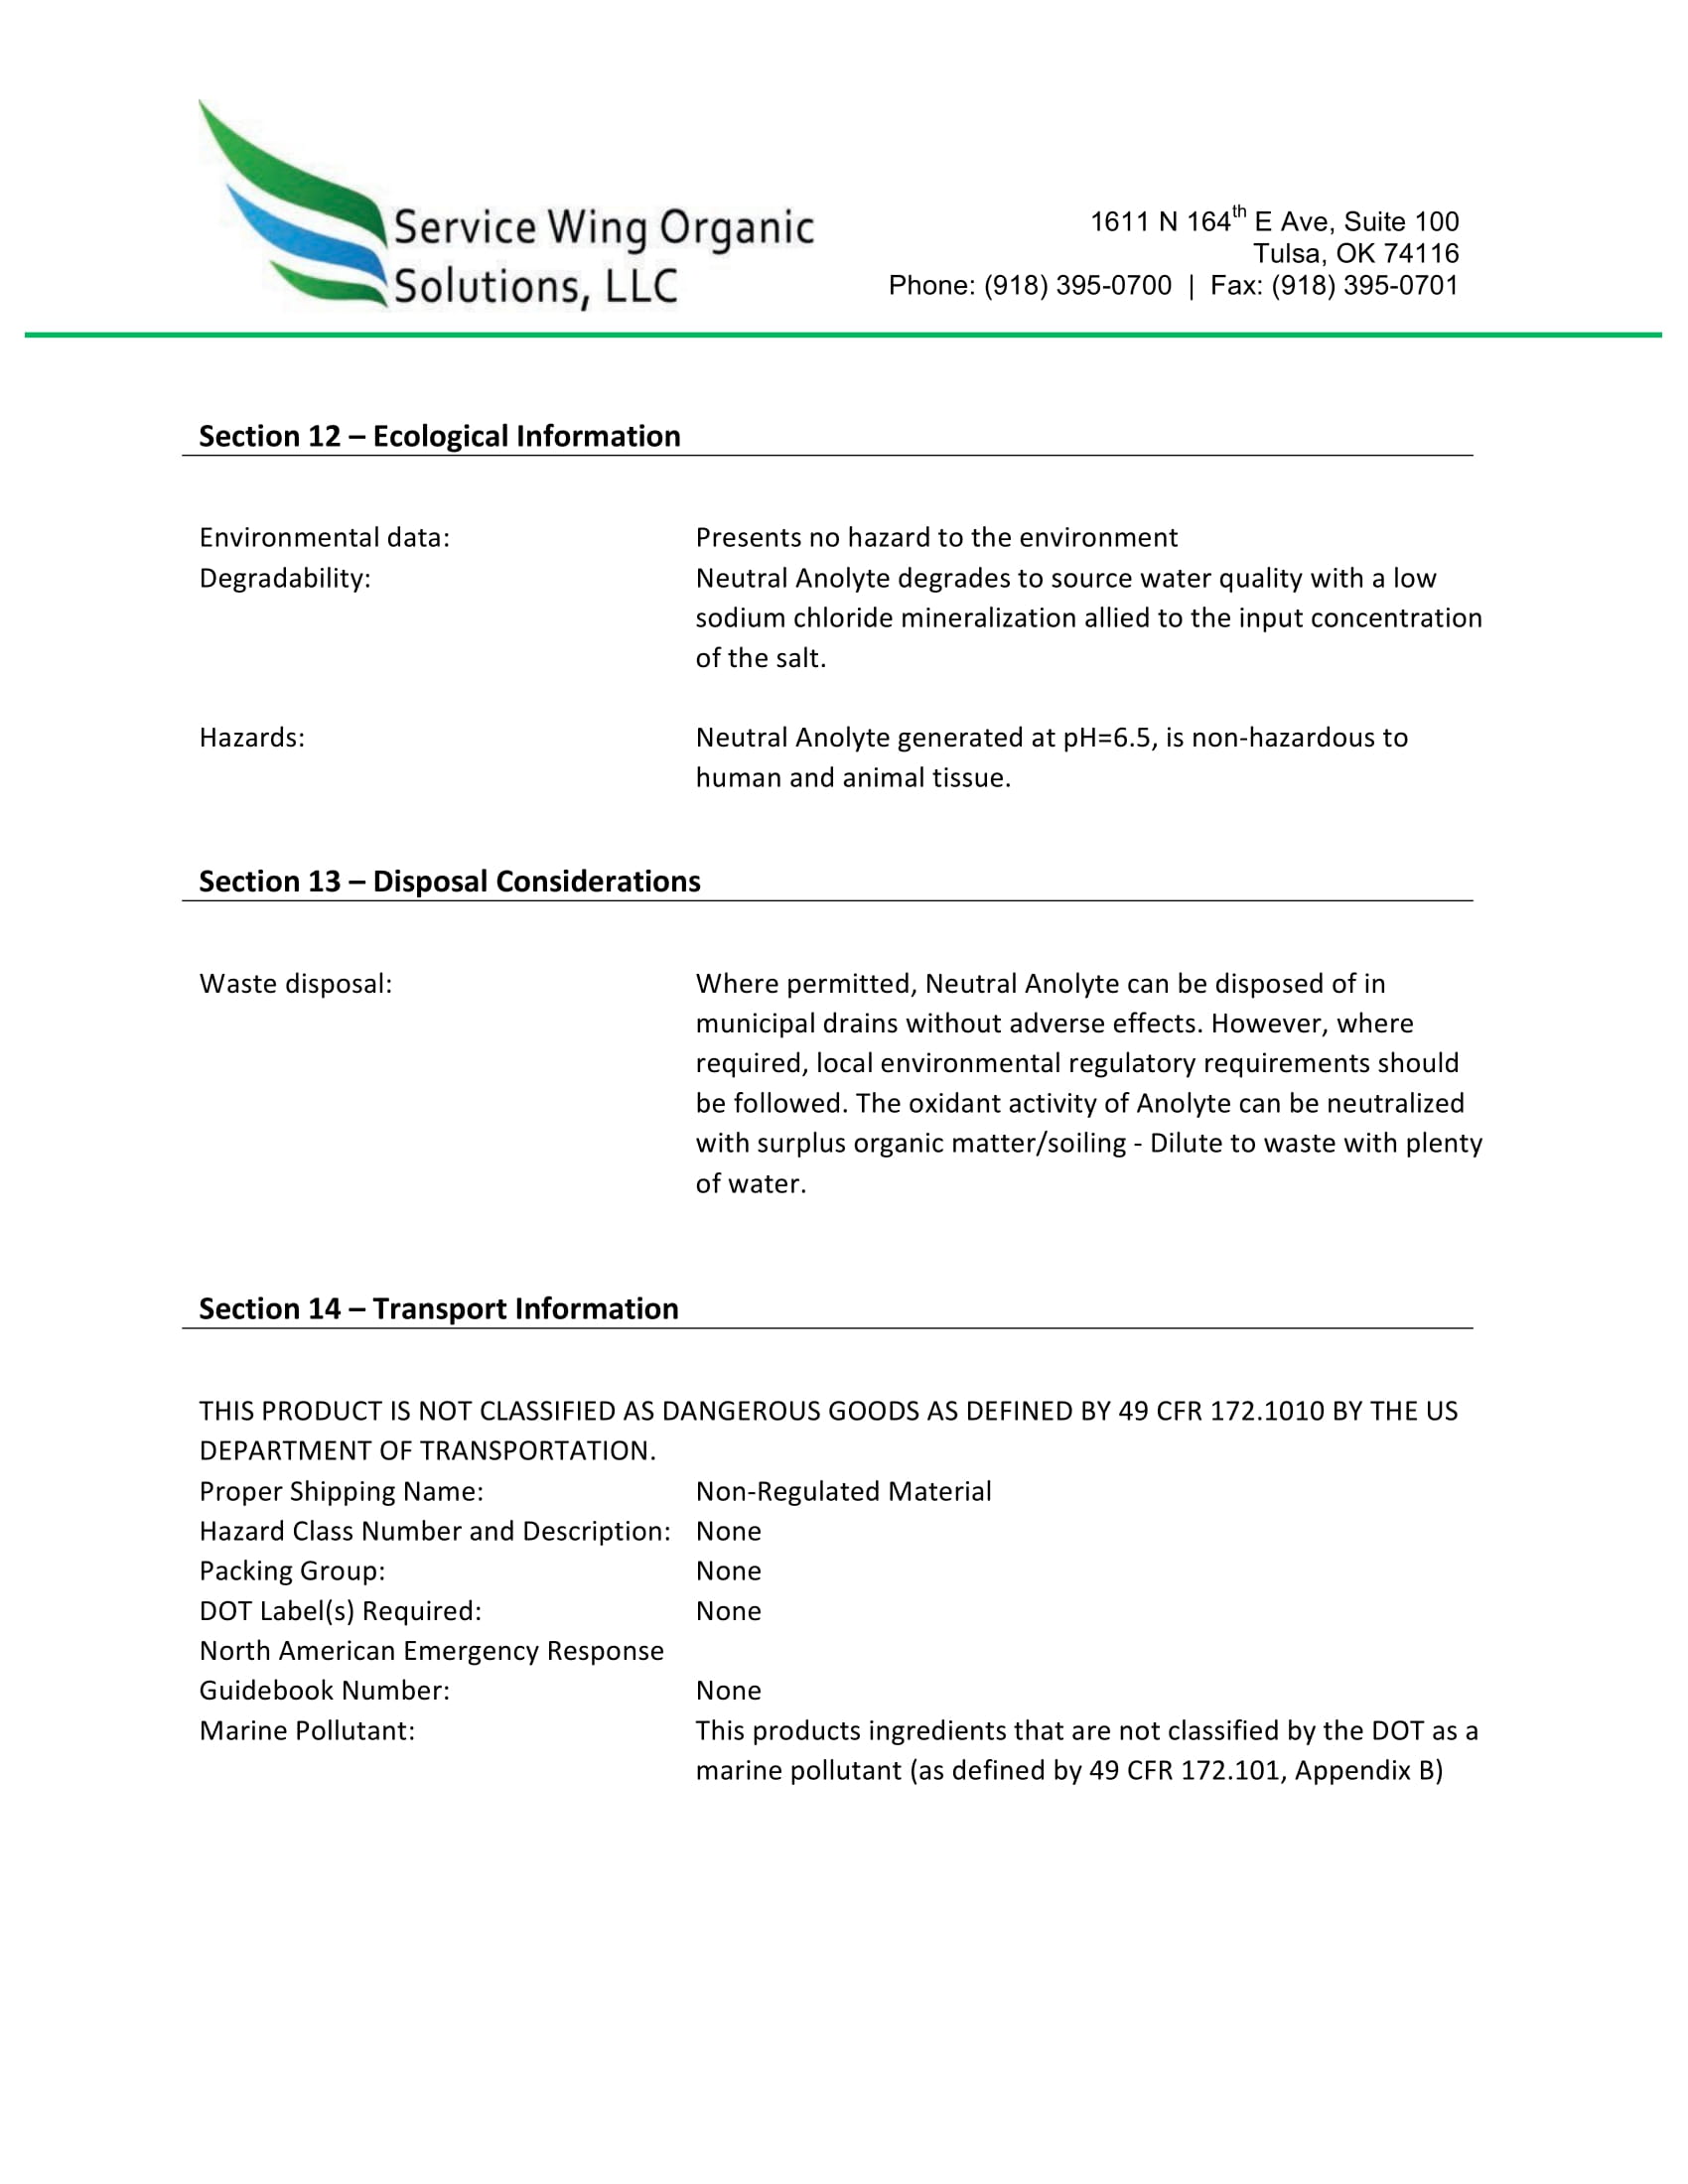 Service Wing Organic
Solutions, LLC
1611 N 164th E Ave, Suite 100
Tulsa, OK 74116
Phone: (918) 395-0700 | Fax: (918) 395-0701
Section 12 – Ecological Information
Environmental data: Presents no hazard to the environment
Degradability: Neutral Anolyte degrades to source water quality with a low
sodium chloride mineralization allied to the input concentration
of the salt.
Hazards: Neutral Anolyte generated at pH=6.5, is non-hazardous to
human and animal tissue.
Section 13 – Disposal Considerations
Waste disposal: Where permitted, Neutral Anolyte can be disposed of in
municipal drains without adverse effects. However, where
required, local environmental regulatory requirements should
be followed. The oxidant activity of Anolyte can be neutralized
with surplus organic matter/soiling - Dilute to waste with plenty
of water.
Section 14 – Transport Information
THIS PRODUCT IS NOT CLASSIFIED AS DANGEROUS GOODS AS DEFINED BY 49 CFR 172.1010 BY THE US
DEPARTMENT OF TRANSPORTATION.
Proper Shipping Name: Non-Regulated Material
Hazard Class Number and Description: None
Packing Group: None
DOT Label(s) Required: None
North American Emergency Response
Guidebook Number: None
Marine Pollutant: This products ingredients that are not classified by the DOT as a
marine pollutant (as defined by 49 CFR 172.101, Appendix B)